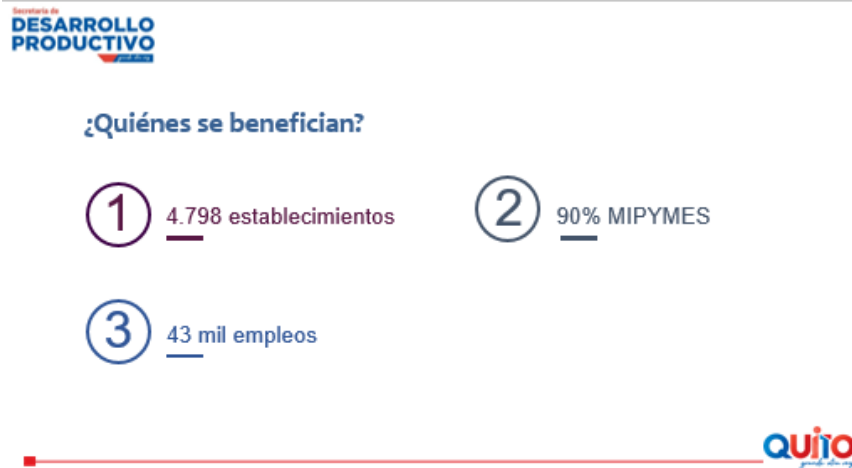 Secretaría de
DESARROLLO
PRODUCTIVO
¿Quiénes se benefician?
1 4.798 establecimientos
2 90% MIPYMES
3 43 mil empleos
QUITO